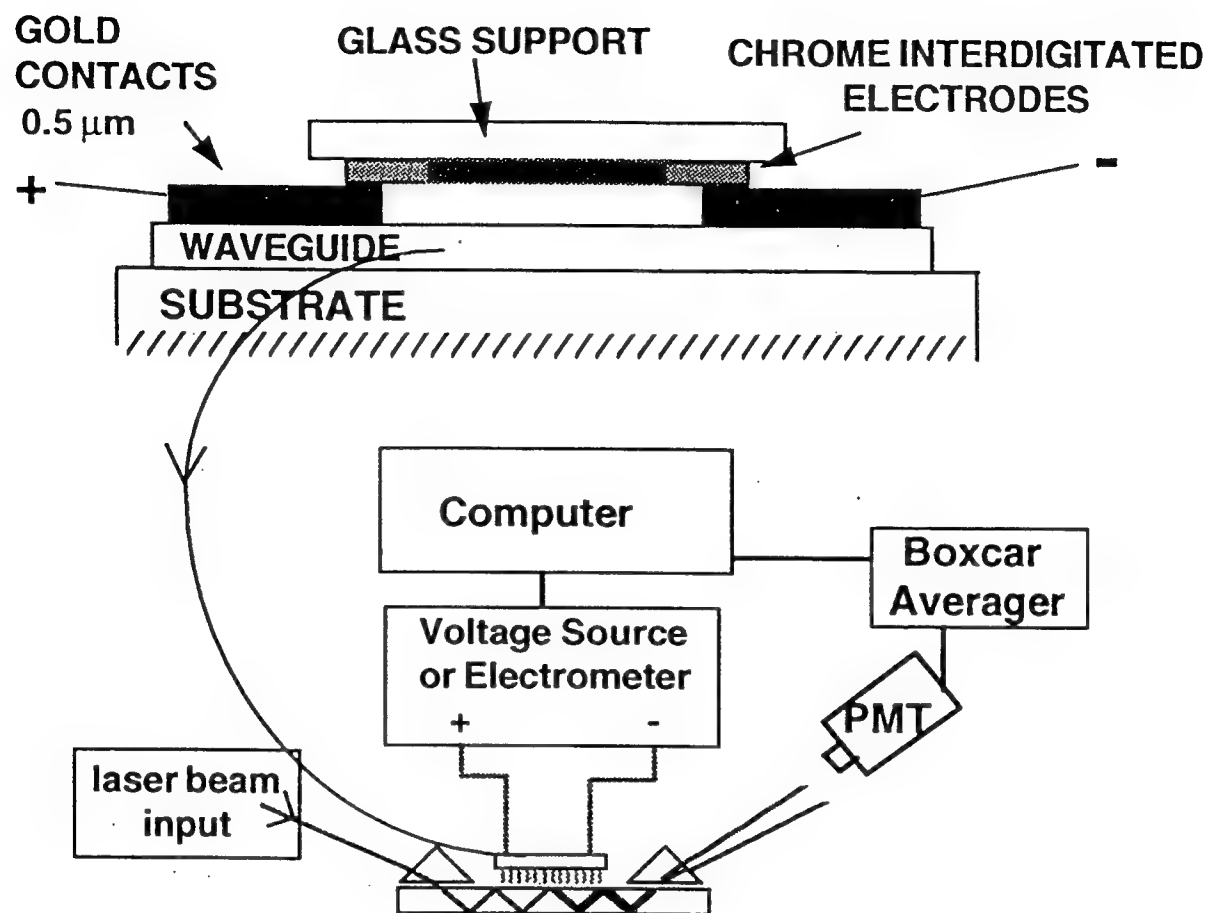 GOLD
CONTACTS
0.5 μm
GLASS SUPPORT
CHROME INTERDIGITATED
ELECTRODES
+
-
WAVEGUIDE
SUBSTRATE
Computer
Boxcar
Averager
Voltage Source
or Electrometer
+ -
PMT
laser beam
input